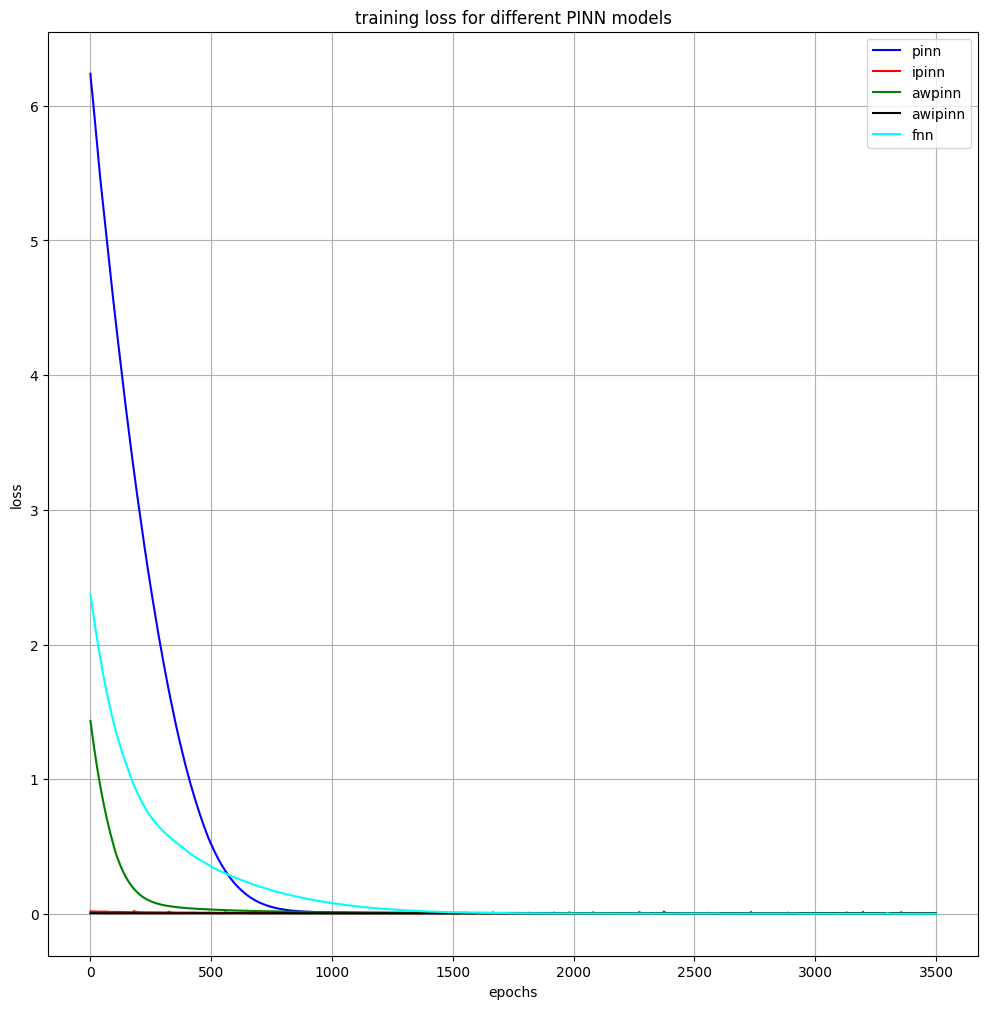 training loss for different PINN models
pinn
ipinn
awpinn
awipinn
fnn
6
5
4
3
2
1
0
loss
0 500 1000 1500 2000 2500 3000 3500
epochs